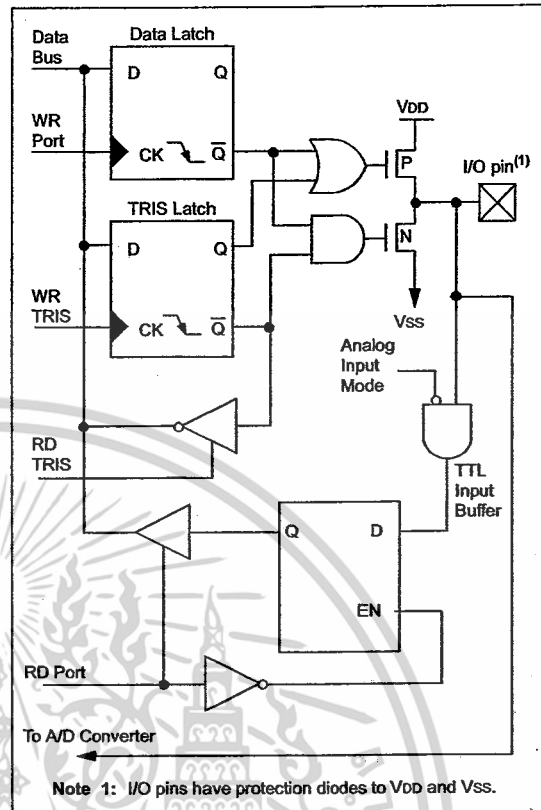 Data Bus
Data Latch
D
Q
WR Port
CK
Q
VDD
P
I/O pin(1)
TRIS Latch
D
Q
N
WR TRIS
CK
Q
VSS
Analog Input Mode
RD TRIS
TTL Input Buffer
Q
D
EN
RD Port
To A/D Converter
Note 1: I/O pins have protection diodes to VDD and VSS.